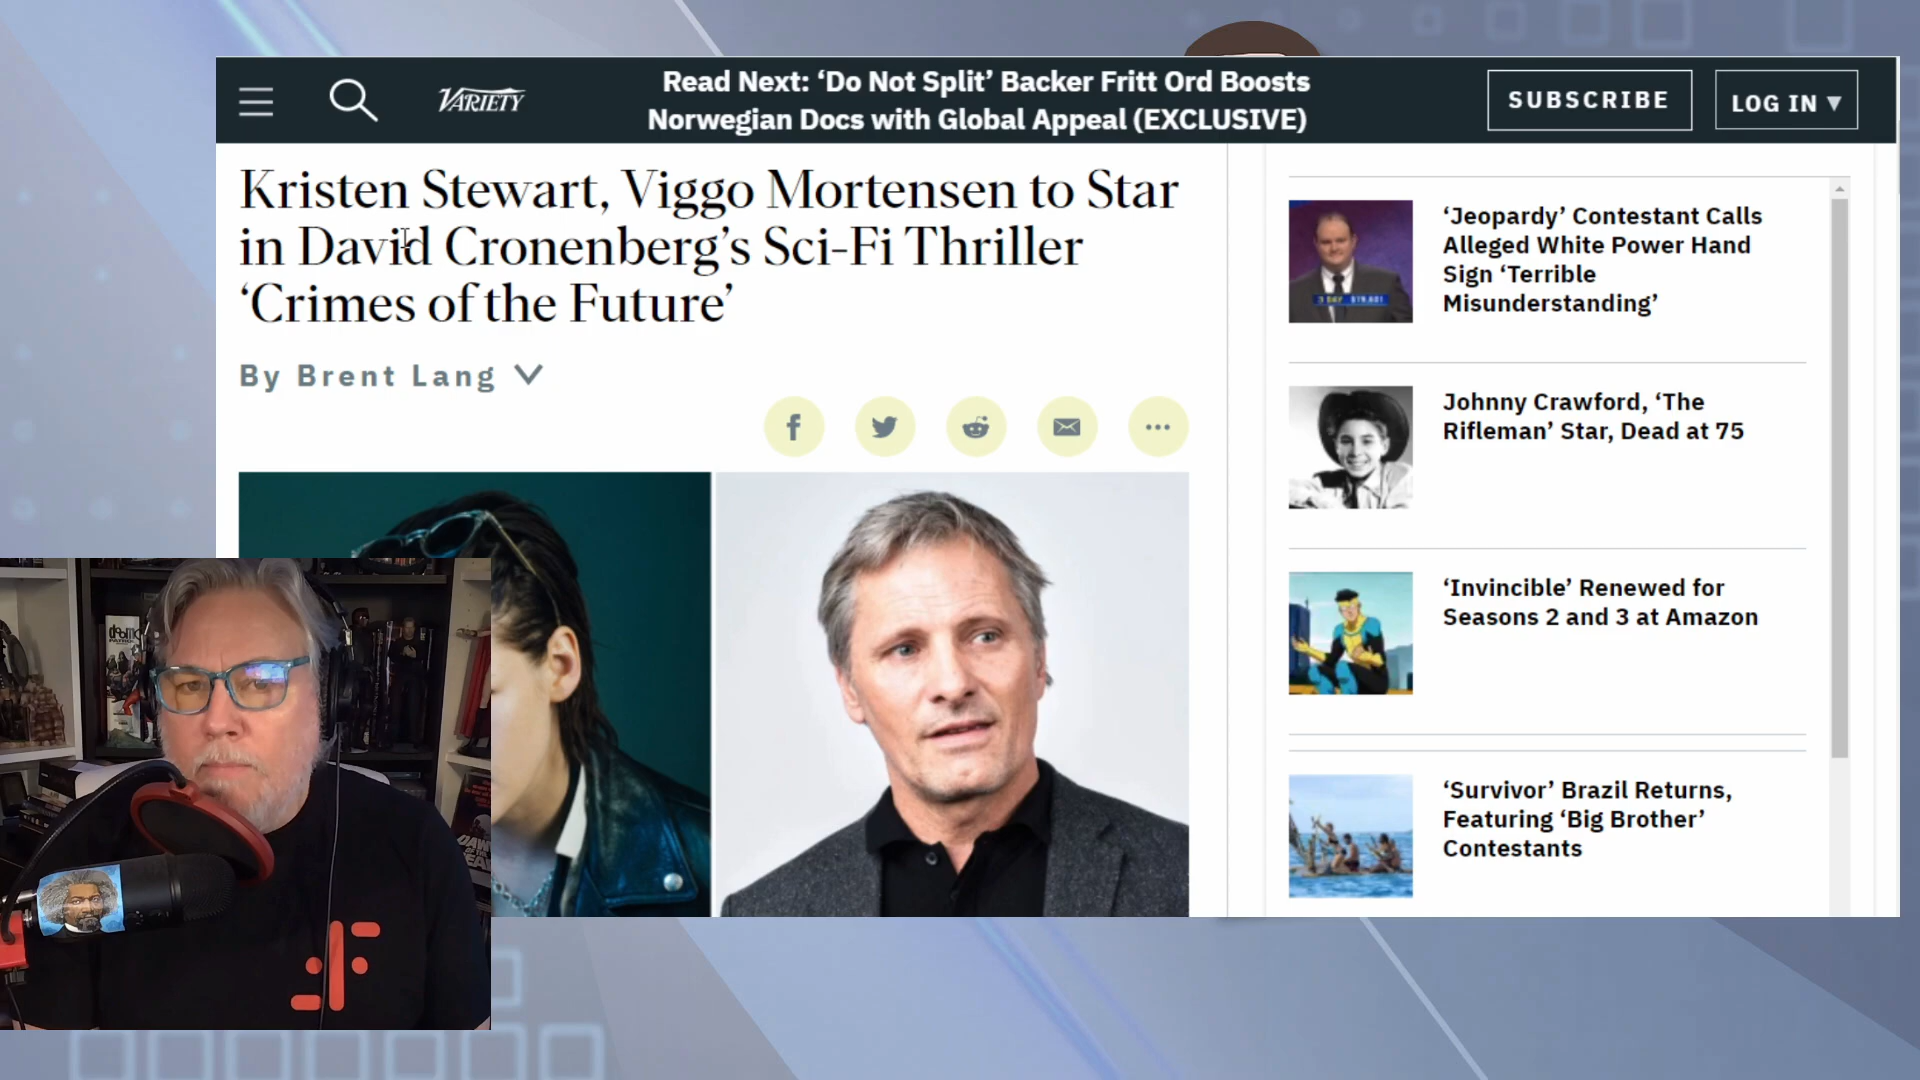 VARIETY
Read Next: ‘Do Not Split’ Backer Fritt Ord Boosts
Norwegian Docs with Global Appeal (EXCLUSIVE)
SUBSCRIBE
LOG IN ▼
Kristen Stewart, Viggo Mortensen to Star
in David Cronenberg’s Sci-Fi Thriller
‘Crimes of the Future’
By Brent Lang
‘Jeopardy’ Contestant Calls
Alleged White Power Hand
Sign ‘Terrible
Misunderstanding’
Johnny Crawford, ‘The
Rifleman’ Star, Dead at 75
‘Invincible’ Renewed for
Seasons 2 and 3 at Amazon
‘Survivor’ Brazil Returns,
Featuring ‘Big Brother’
Contestants